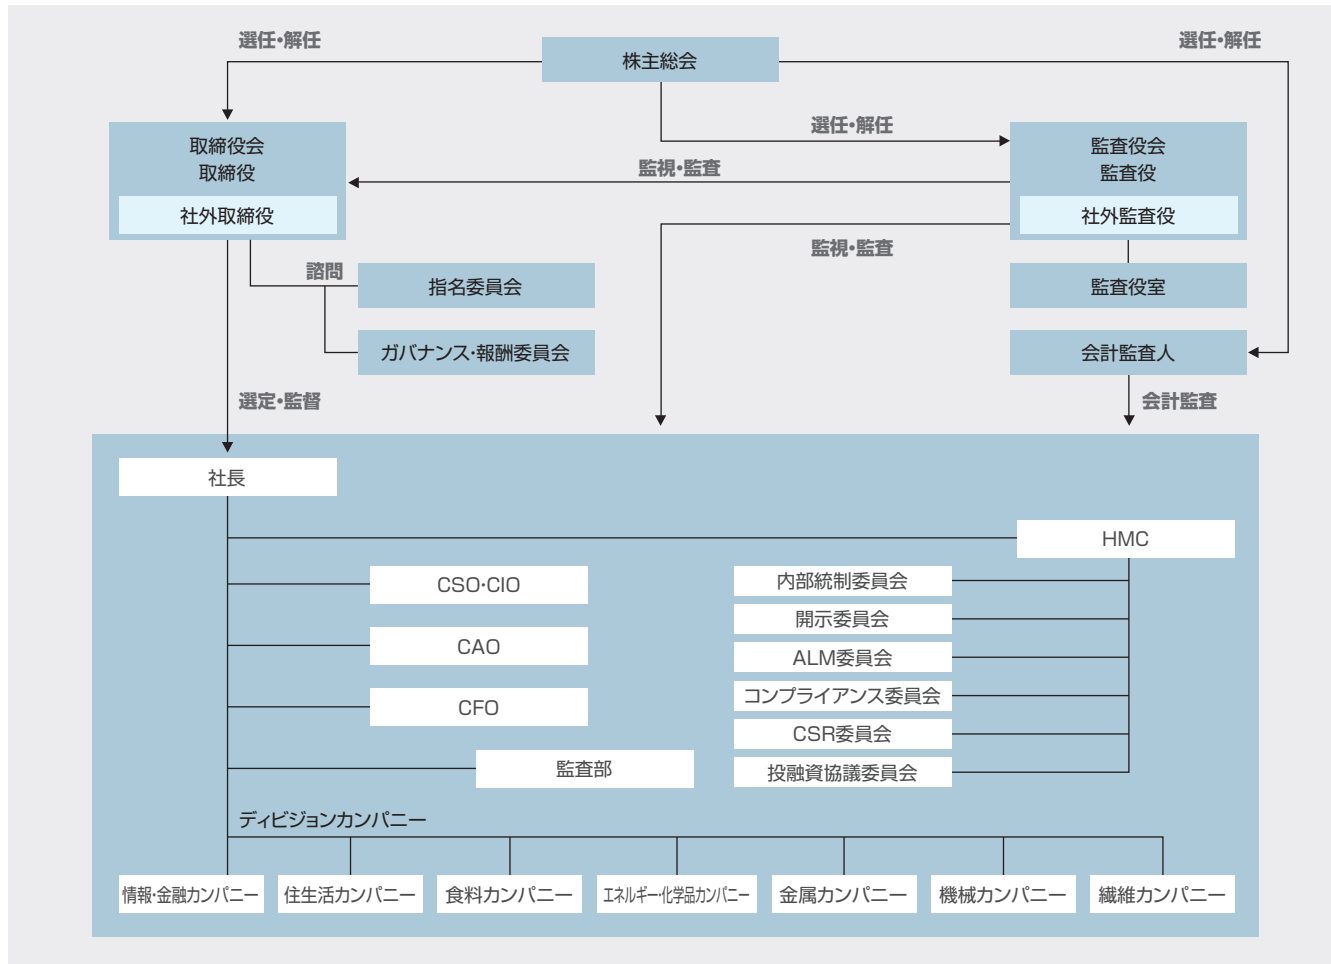 選任・解任
株主総会
選任・解任
取締役会
取締役
社外取締役
選任・解任
監視・監査
監査役会
監査役
社外監査役
監視・監査
諮問
指名委員会
監査役室
ガバナンス・報酬委員会
会計監査人
選定・監督
会計監査
社長
HMC
CSO・CIO
CAO
CFO
監査部
内部統制委員会
開示委員会
ALM委員会
コンプライアンス委員会
CSR委員会
投融資協議委員会
ディビジョンカンパニー
情報・金融カンパニー
住生活カンパニー
食料カンパニー
エネルギー・化学品カンパニー
金属カンパニー
機械カンパニー
繊維カンパニー